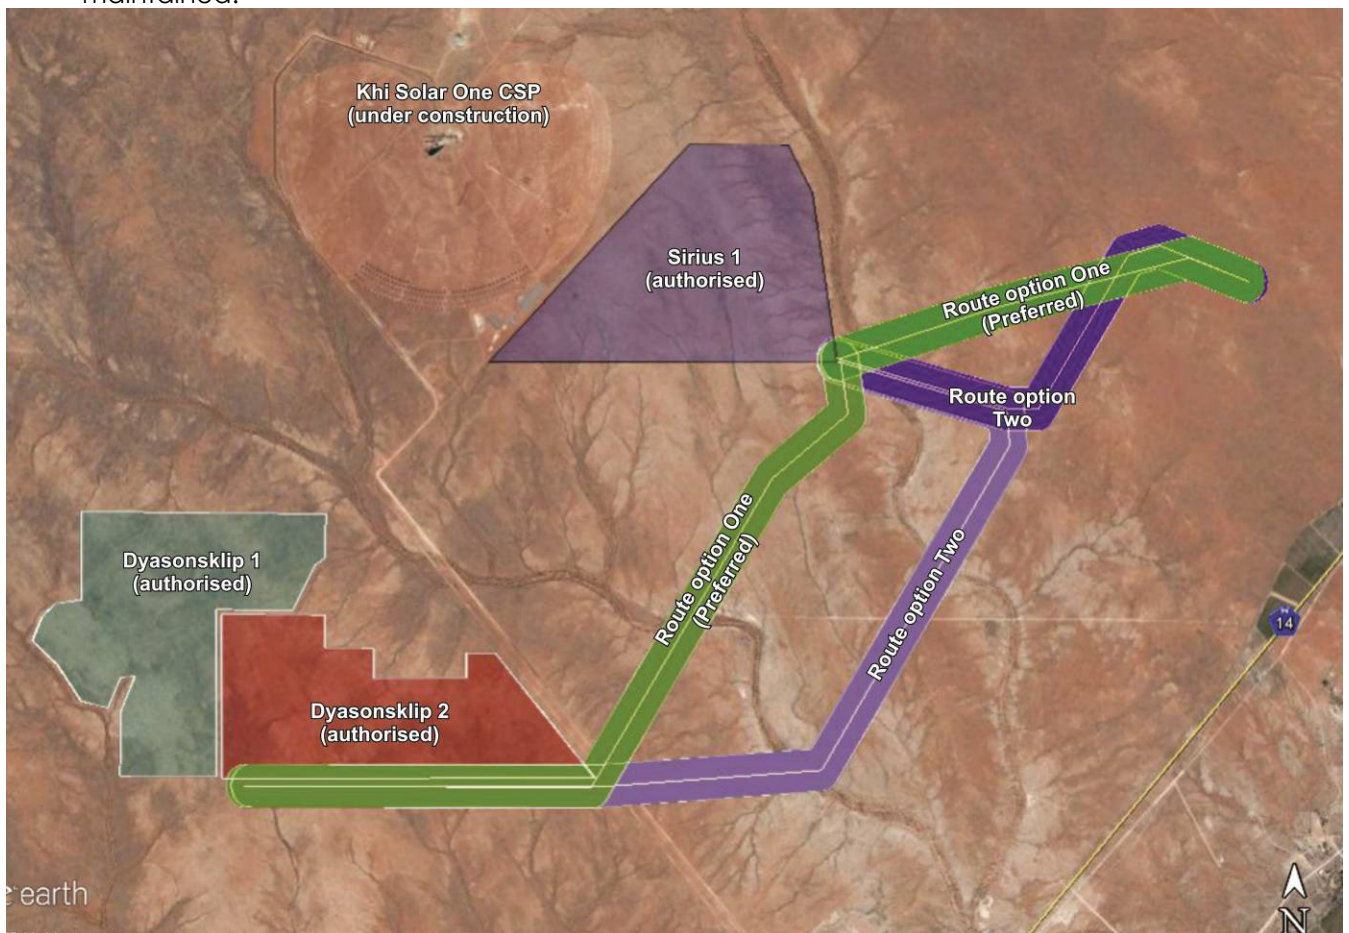 maintained.
Khi Solar One CSP
(under construction)
Sirius 1
(authorised)
Route option One
(Preferred)
Route option
Two
Route option One
(Preferred)
Route option Two
Dyasonsklip 1
(authorised)
N
14
Dyasonsklip 2
(authorised)
earth
N